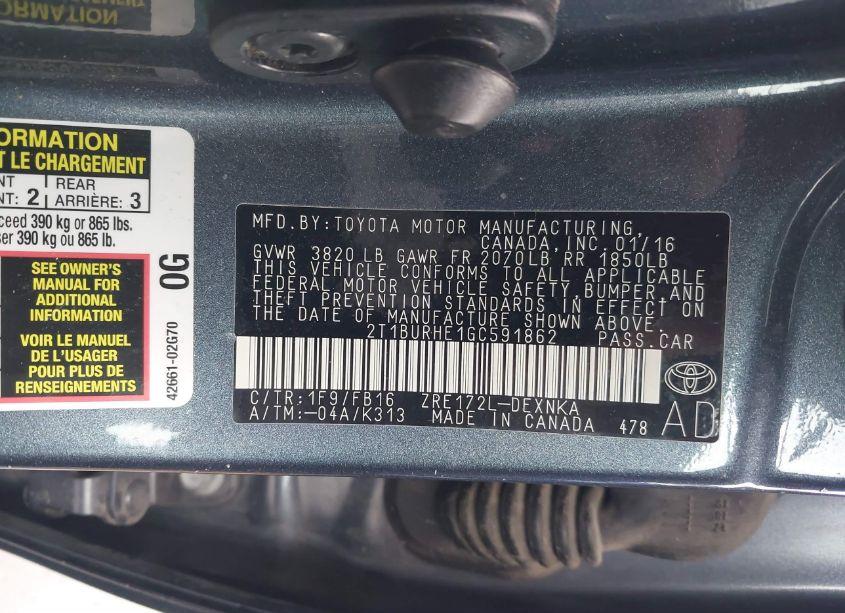 ORMATION
T LE CHARGEMENT
NT REAR
NT: 2 ARRIÈRE: 3
ceed 390 kg or 865 lbs.
ser 390 kg ou 865 lb.
SEE OWNER'S
MANUAL FOR
ADDITIONAL
INFORMATION
VOIR LE MANUEL
DE L'USAGER
POUR PLUS DE
RENSEIGNEMENTS
42661-02G70
0G
MFD.BY:TOYOTA MOTOR MANUFACTURING,
CANADA,INC.01/16
GVWR 3820LB GAWR FR 2070LB RR 1850LB
THIS VEHICLE CONFORMS TO ALL APPLICABLE
FEDERAL MOTOR VEHICLE SAFETY,BUMPER,AND
THEFT PREVENTION STANDARDS IN EFFECT ON
THE DATE OF MANUFACTURE SHOWN ABOVE.
2T1BURHE1GC591862 PASS.CAR
C/TR:1F9/FB16 ZRE172L-DEXNKA
A/TM:-04A/K313 MADE IN CANADA 478 AD